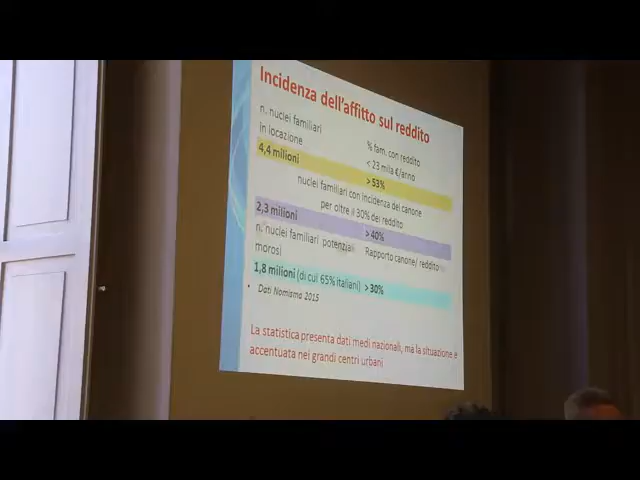 Incidenza dell'affitto sul reddito
n. nuclei familiari
in locazione
% fam. con reddito
< 23 mila €/anno
4,4 milioni
> 53%
nuclei familiari con incidenza del canone
per oltre il 30% del reddito
2,3 milioni
> 40%
n. nuclei familiari potenziali
morosi
Rapporto canone/ reddito
1,8 milioni (di cui 65% italiani) > 30%
• Dati Nomisma 2015
La statistica presenta dati medi nazionali, ma la situazione è
accentuata nei grandi centri urbani